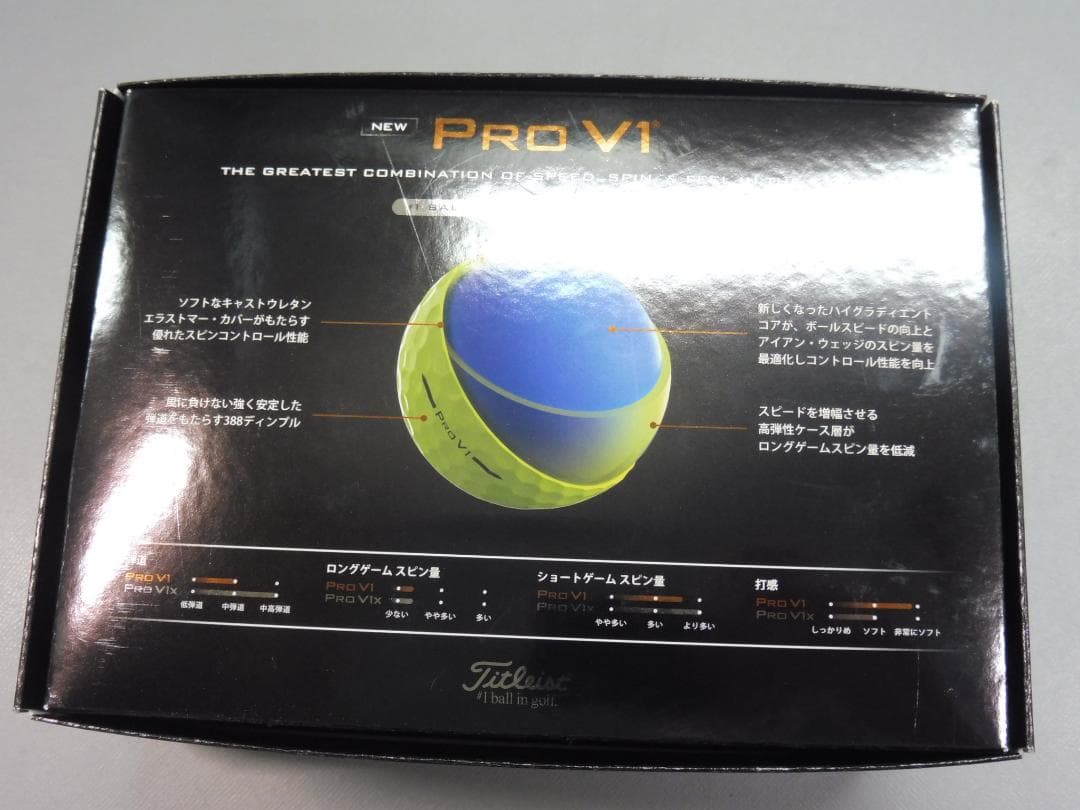 NEW PRO V1®
THE GREATEST COMBINATION OF SPEED, SPIN & FEEL
#1 BALL
ソフトなキャストウレタン
エラストマー・カバーがもたらす
優れたスピンコントロール性能
風に負けない強く安定した
弾道をもたらす388ディンプル
PRO V1
新しくなったハイグラディエント
コアが、ボールスピードの向上と
アイアン・ウェッジのスピン量を
最適化しコントロール性能を向上
スピードを増幅させる
高弾性ケース層が
ロングゲームスピン量を低減
弾道
PRO V1
PRO V1X
低弾道 中弾道 中高弾道
ロングゲーム スピン量
PRO V1
PRO V1X
少ない やや多い 多い
ショートゲーム スピン量
PRO V1
PRO V1X
やや多い 多い より多い
打感
PRO V1
PRO V1X
しっかりめ ソフト 非常にソフト
Titleist
#1 ball in golf.